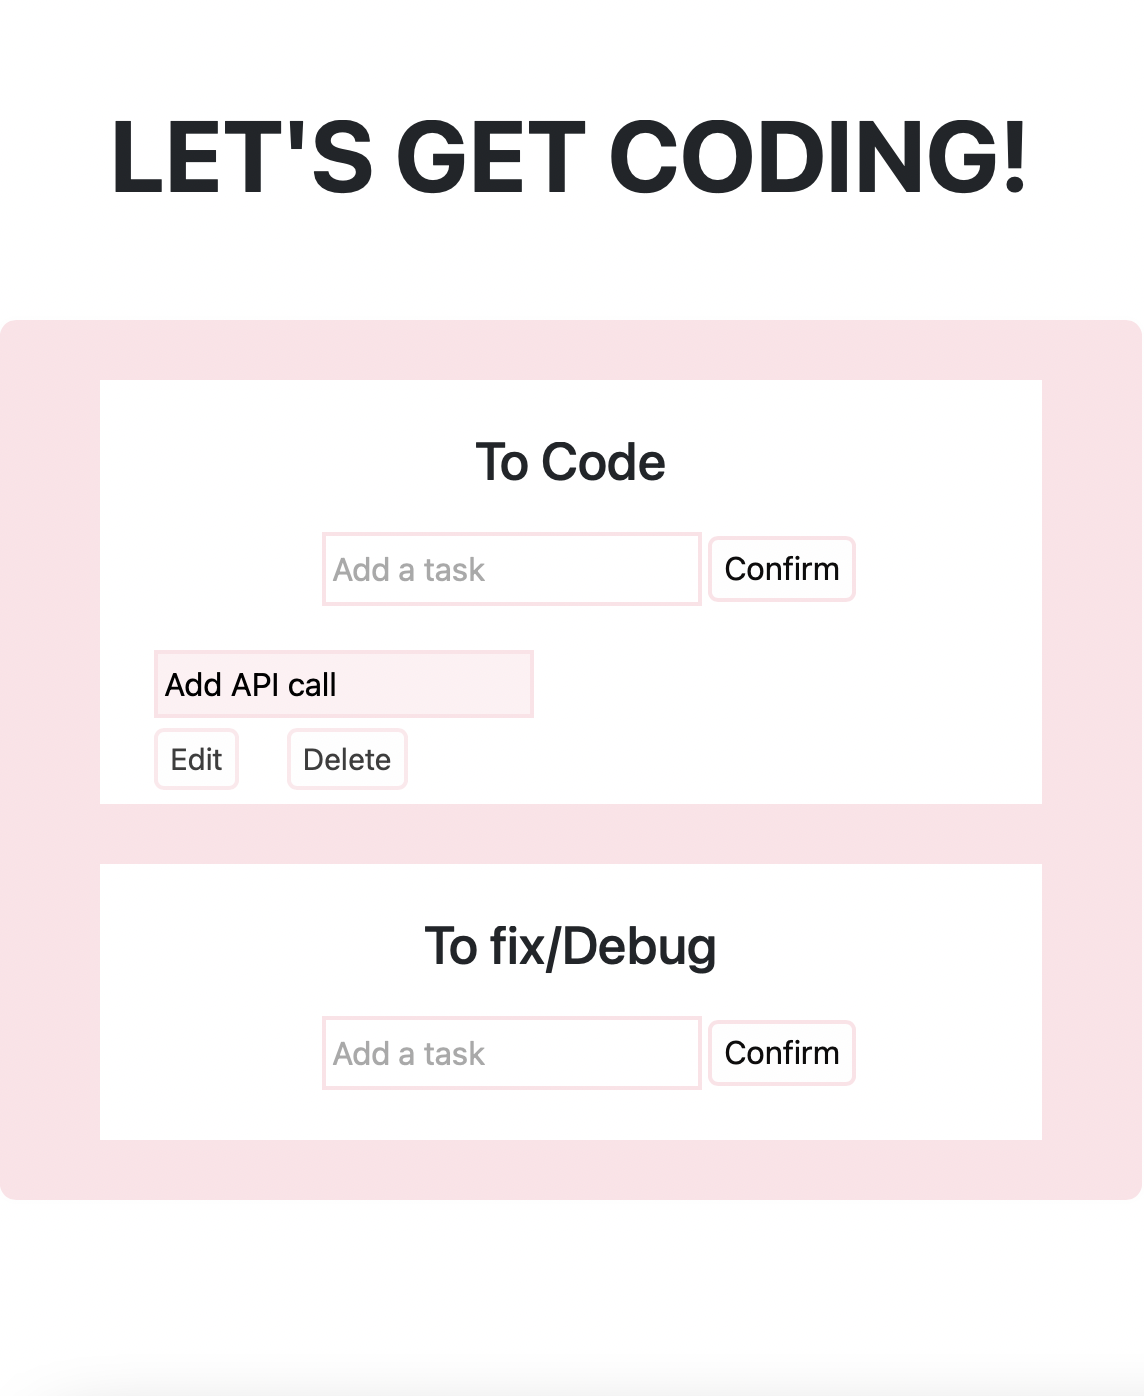 LET'S GET CODING!
To Code
Add a task Confirm
Add API call
Edit Delete
To fix/Debug
Add a task Confirm